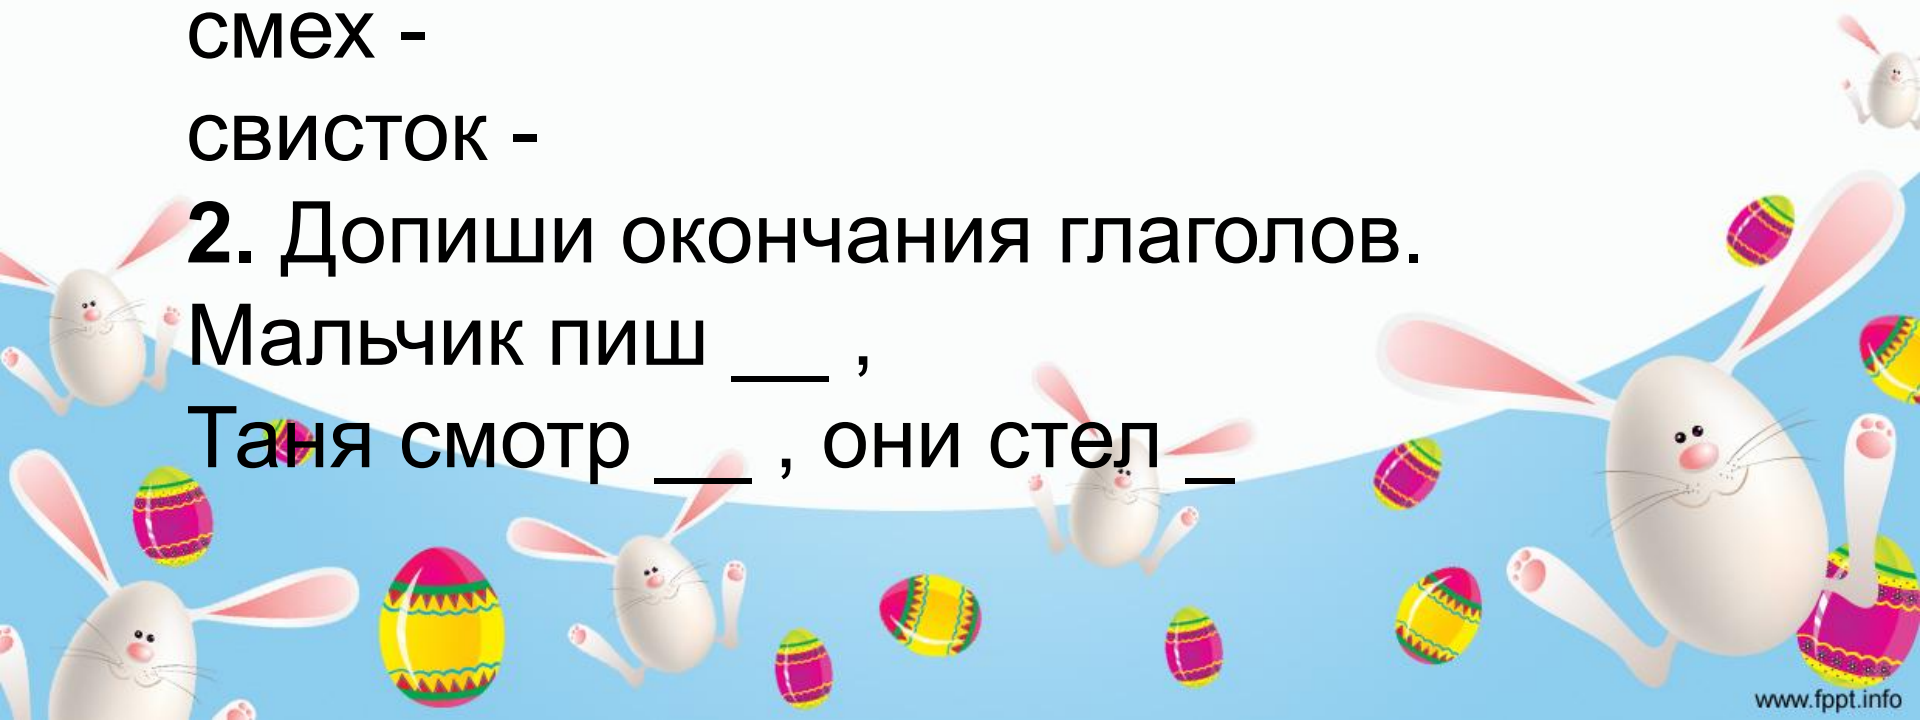 смех -
свисток -
2. Допиши окончания глаголов.
Мальчик пиш __ ,
Таня смотр __ , они стел _
www.fppt.info